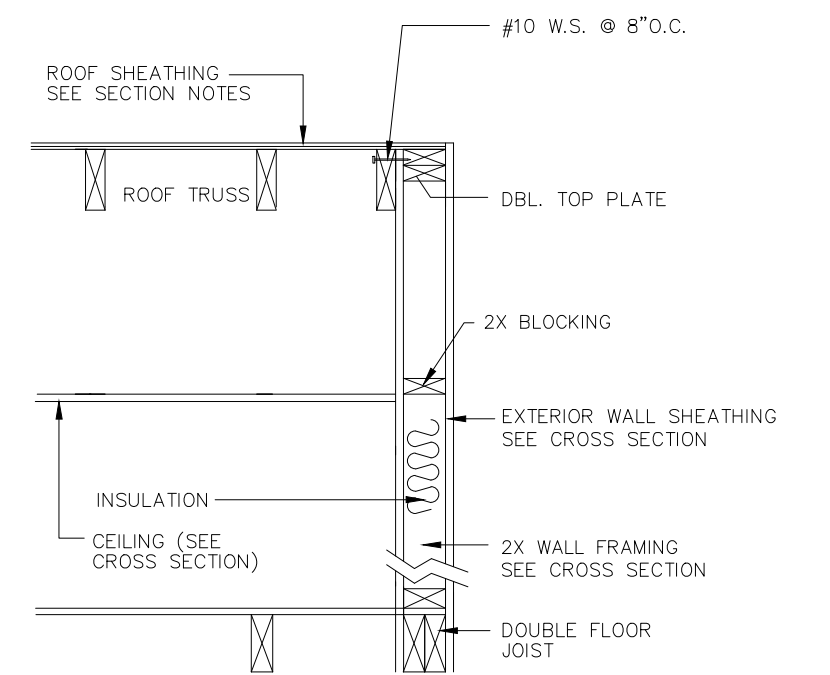 #10 W.S. @ 8"O.C.
ROOF SHEATHING
SEE SECTION NOTES
ROOF TRUSS
DBL. TOP PLATE
2X BLOCKING
EXTERIOR WALL SHEATHING
SEE CROSS SECTION
INSULATION
CEILING (SEE
CROSS SECTION)
2X WALL FRAMING
SEE CROSS SECTION
DOUBLE FLOOR
JOIST